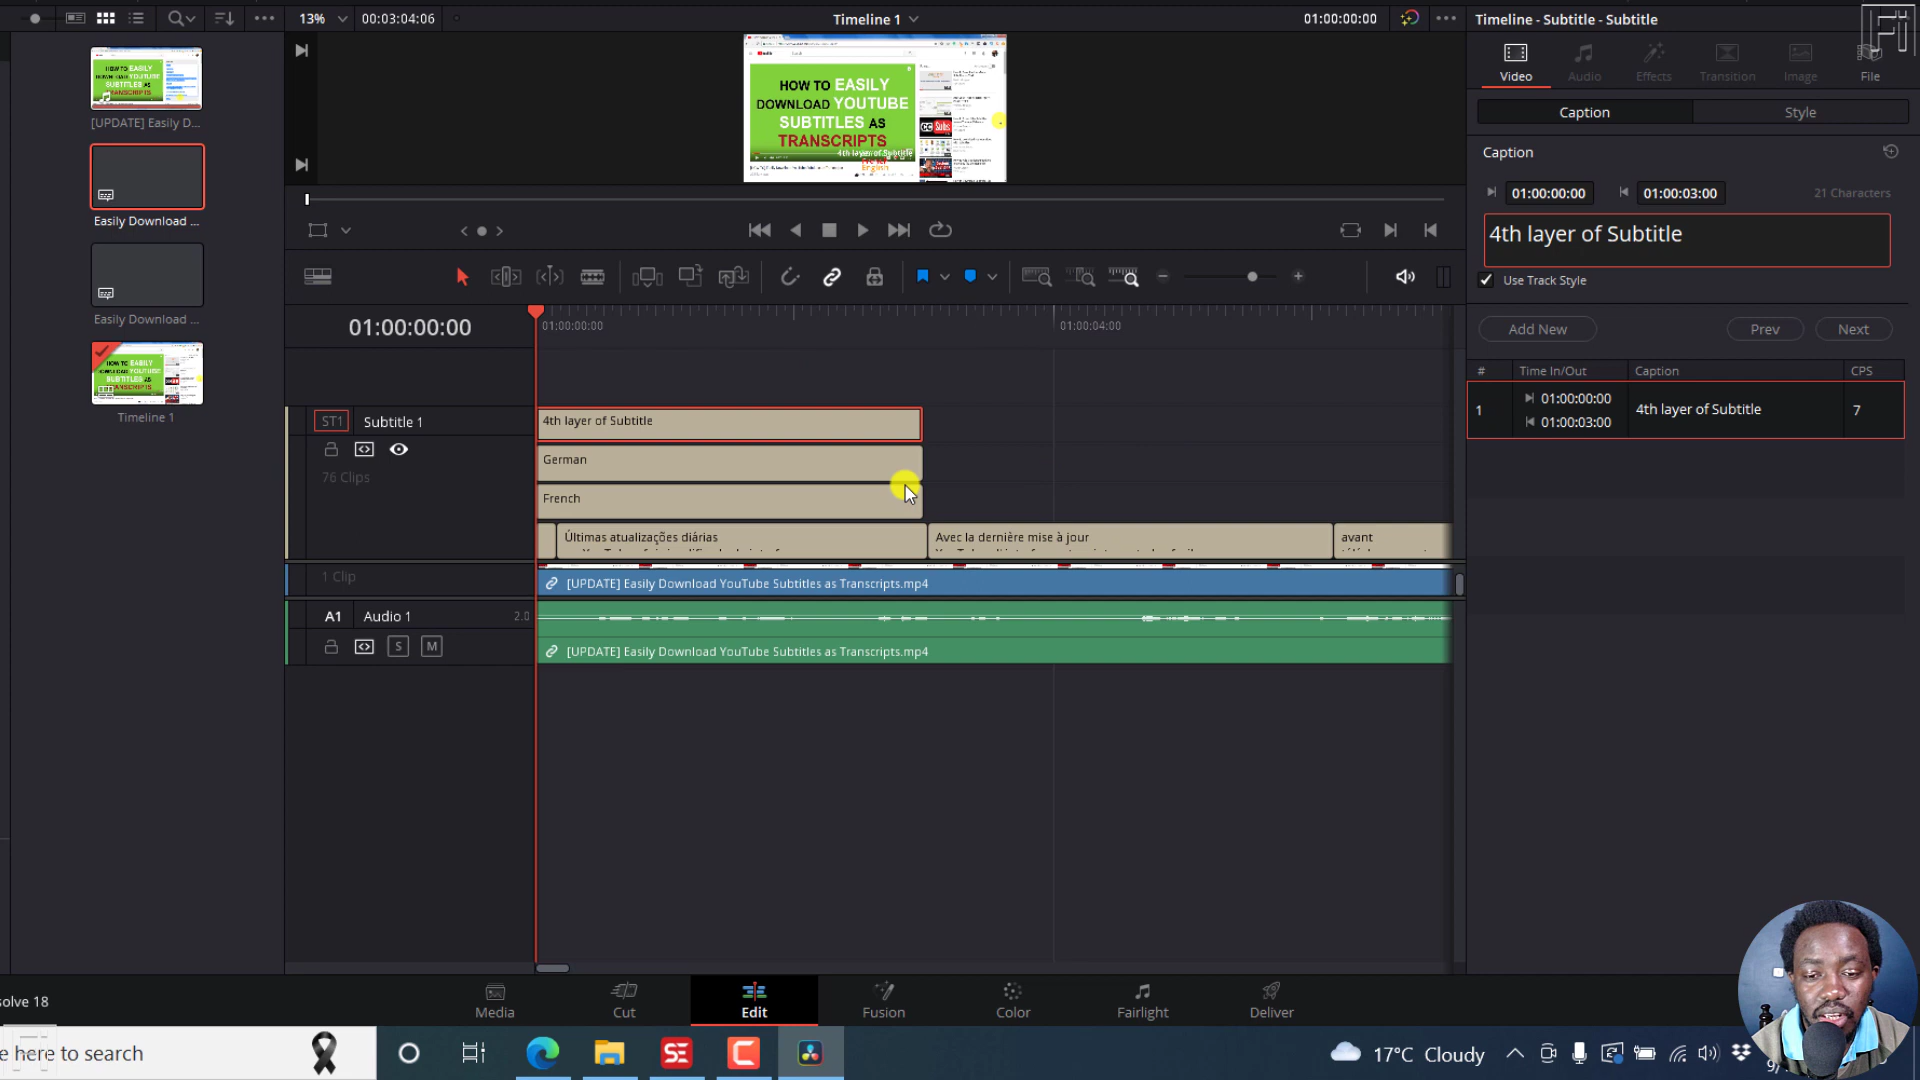 13%
00:03:04:06
Timeline 1
01:00:00:00
Timeline - Subtitle - Subtitle
Video
Audio
Effects
Transition
Image
File
Caption
Style
Caption
01:00:00:00
01:00:03:00
21 Characters
4th layer of Subtitle
Use Track Style
Add New
Prev
Next
#
Time In/Out
Caption
CPS
1
01:00:00:00
01:00:03:00
4th layer of Subtitle
7
[UPDATE] Easily D...
Easily Download ...
Easily Download ...
Timeline 1
HOW TO EASILY
DOWNLOAD YOUTUBE
SUBTITLES AS
TRANSCRIPTS
4th layer of Subtitle
English
01:00:00:00
01:00:00:00
01:00:04:00
ST1
Subtitle 1
76 Clips
4th layer of Subtitle
German
French
Últimas atualizações diárias
Avec la dernière mise à jour
avant
1 Clip
[UPDATE] Easily Download YouTube Subtitles as Transcripts.mp4
A1
Audio 1
2.0
S
M
[UPDATE] Easily Download YouTube Subtitles as Transcripts.mp4
solve 18
Media
Cut
Edit
Fusion
Color
Fairlight
Deliver
e here to search
SE
17°C Cloudy